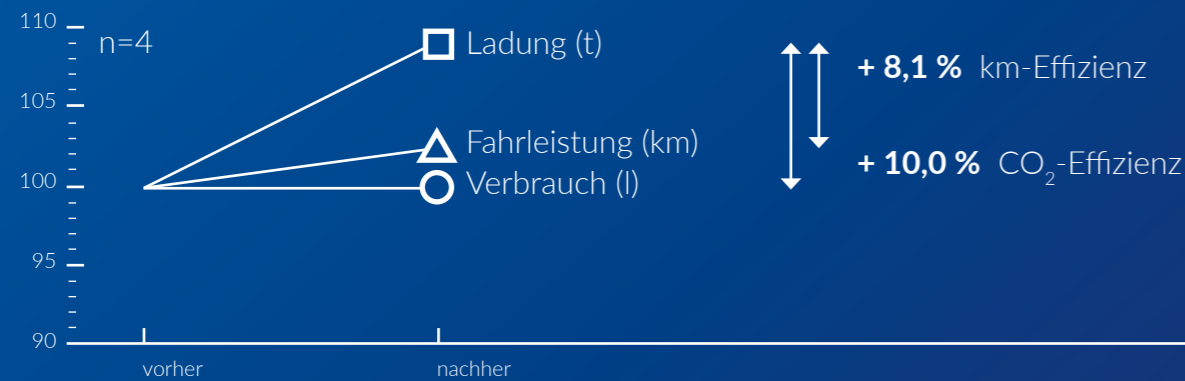 110
n=4
Ladung (t)
+ 8,1 % km-Effizienz
105
Fahrleistung (km)
+ 10,0 % CO₂-Effizienz
100
Verbrauch (l)
95
90
vorher
nachher